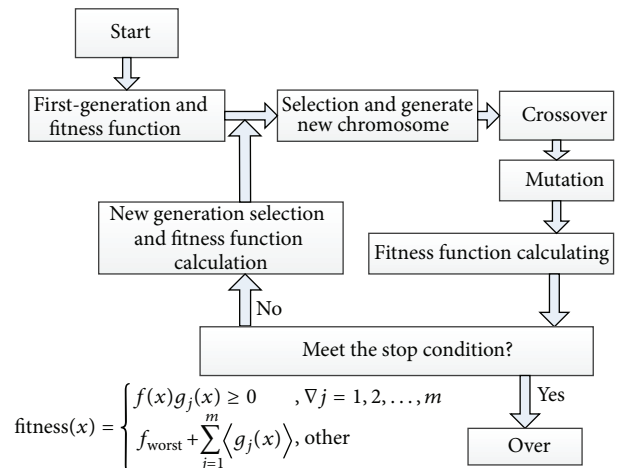 Start
First-generation and
fitness function
Selection and generate
new chromosome
Crossover
Mutation
Fitness function calculating
New generation selection
and fitness function
calculation
No
Meet the stop condition?
Yes
Over
fitness(x) = { f(x)g_j(x) ≥ 0 , ∇j = 1, 2, . . . , m
f_worst + ∑_{j=1}^{m} ⟨g_j(x)⟩, other